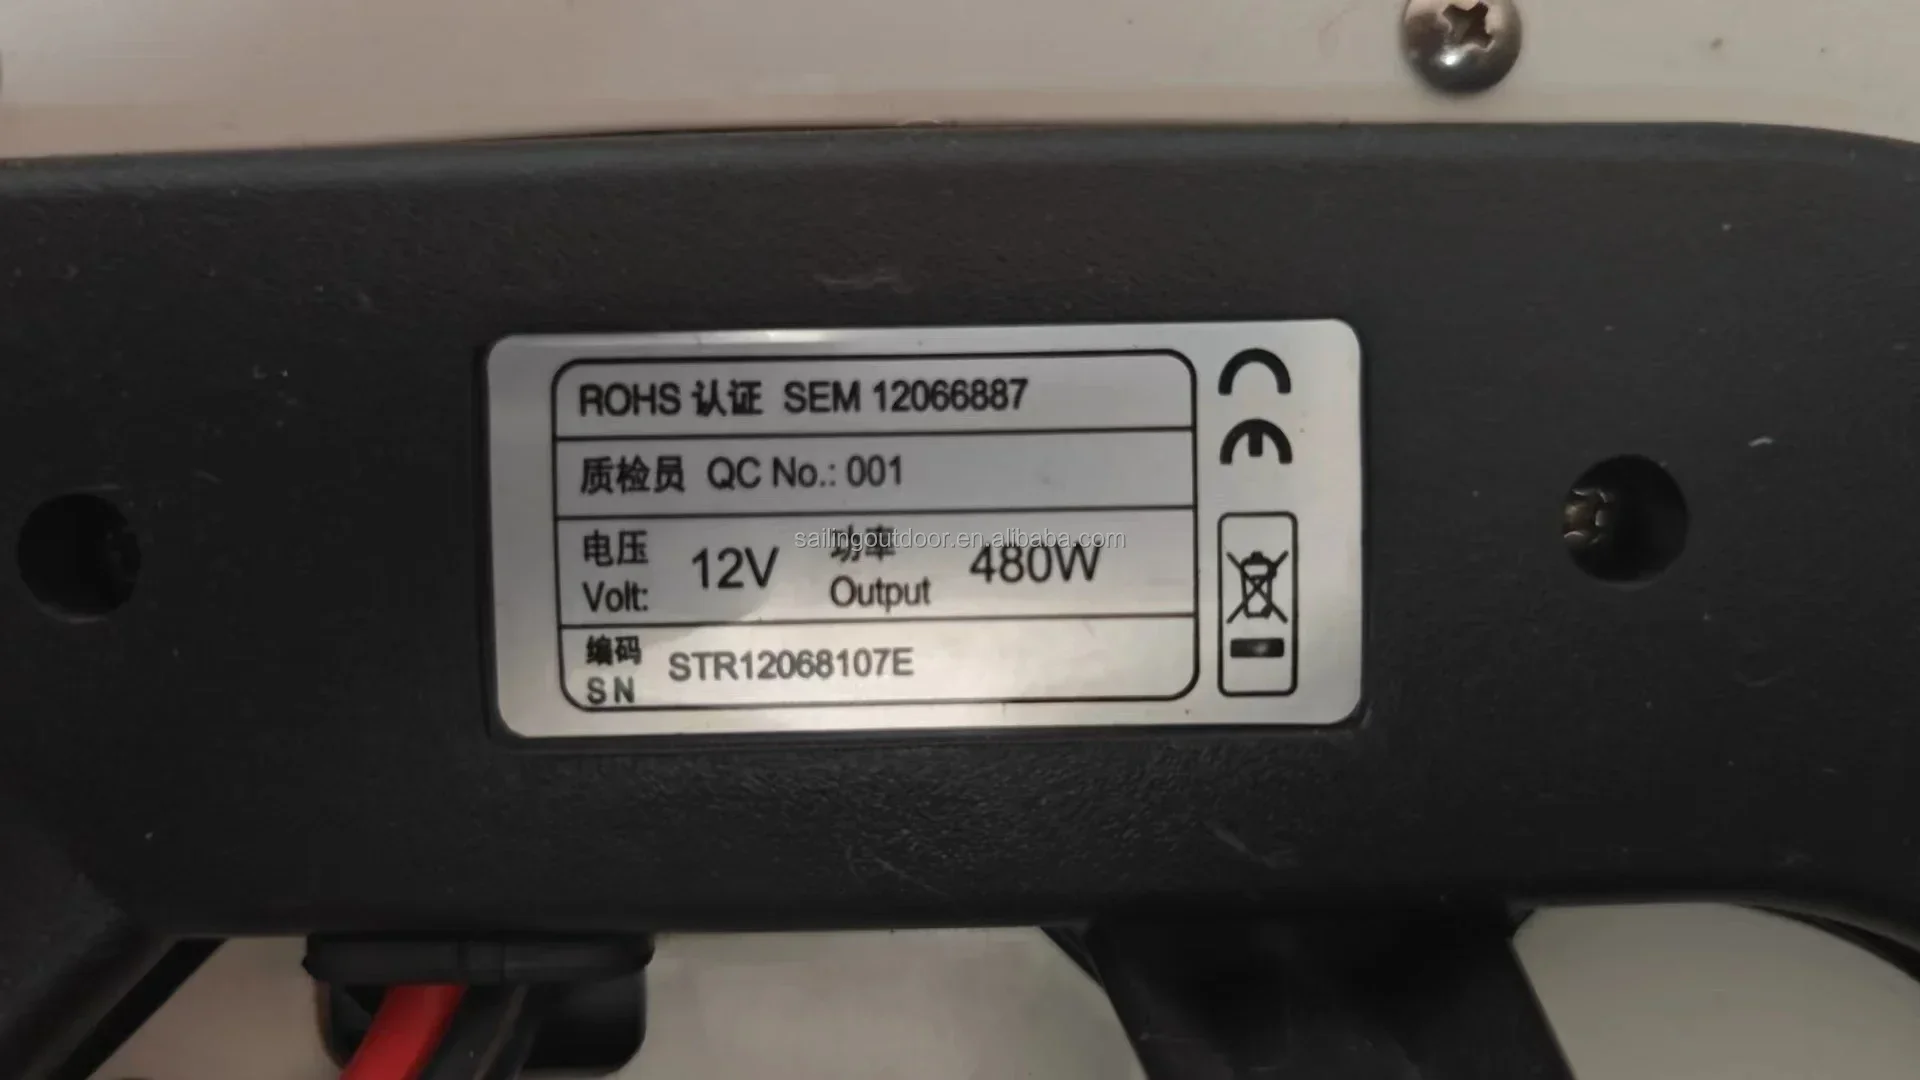 ROHS 认证 SEM 12066887
质检员 QC No.: 001
电压 Volt: 12V 功率 Output 480W
编码 SN STR12068107E
CE
sailingoutdoor.en.alibaba.com